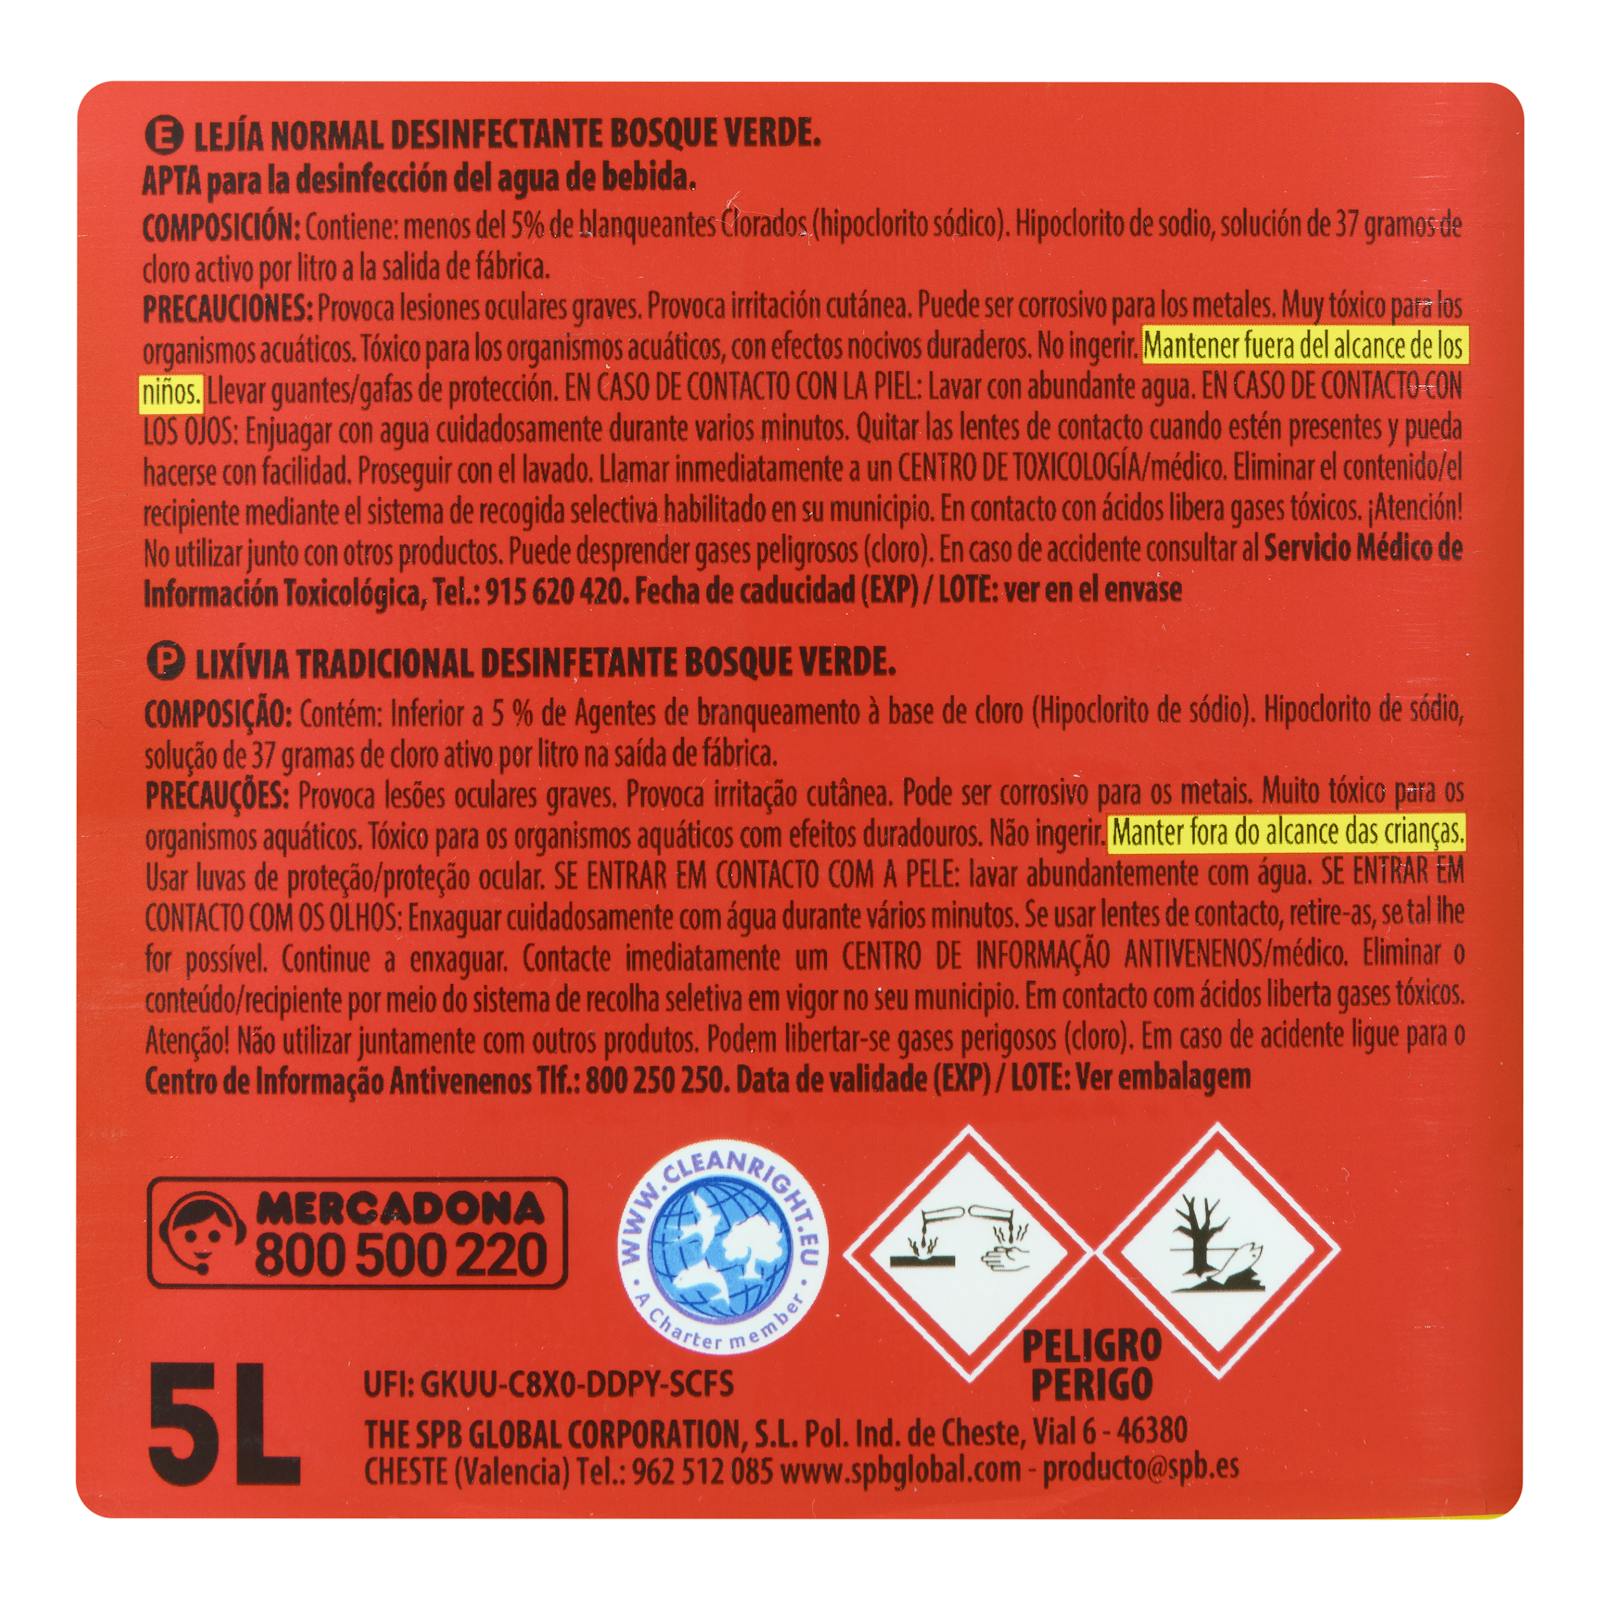 E LEJÍA NORMAL DESINFECTANTE BOSQUE VERDE.
APTA para la desinfección del agua de bebida.
COMPOSICIÓN: Contiene: menos del 5% de blanqueantes Clorados (hipoclorito sódico). Hipoclorito de sodio, solución de 37 gramos de
cloro activo por litro a la salida de fábrica.
PRECAUCIONES: Provoca lesiones oculares graves. Provoca irritación cutánea. Puede ser corrosivo para los metales. Muy tóxico para los
organismos acuáticos. Tóxico para los organismos acuáticos, con efectos nocivos duraderos. No ingerir. Mantener fuera del alcance de los
niños. Llevar guantes/gafas de protección. EN CASO DE CONTACTO CON LA PIEL: Lavar con abundante agua. EN CASO DE CONTACTO CON
LOS OJOS: Enjuagar con agua cuidadosamente durante varios minutos. Quitar las lentes de contacto cuando estén presentes y pueda
hacerse con facilidad. Proseguir con el lavado. Llamar inmediatamente a un CENTRO DE TOXICOLOGÍA/médico. Eliminar el contenido/el
recipiente mediante el sistema de recogida selectiva habilitado en su municipio. En contacto con ácidos libera gases tóxicos. ¡Atención!
No utilizar junto con otros productos. Puede desprender gases peligrosos (cloro). En caso de accidente consultar al Servicio Médico de
Información Toxicológica, Tel.: 915 620 420. Fecha de caducidad (EXP) / LOTE: ver en el envase
P LIXÍVIA TRADICIONAL DESINFETANTE BOSQUE VERDE.
COMPOSIÇÃO: Contém: Inferior a 5 % de Agentes de branqueamento à base de cloro (Hipoclorito de sódio). Hipoclorito de sódio,
solução de 37 gramas de cloro ativo por litro na saída de fábrica.
PRECAUÇÕES: Provoca lesões oculares graves. Provoca irritação cutânea. Pode ser corrosivo para os metais. Muito tóxico para os
organismos aquáticos. Tóxico para os organismos aquáticos com efeitos duradouros. Não ingerir. Manter fora do alcance das crianças.
Usar luvas de proteção/proteção ocular. SE ENTRAR EM CONTACTO COM A PELE: lavar abundantemente com água. SE ENTRAR EM
CONTACTO COM OS OLHOS: Enxaguar cuidadosamente com água durante vários minutos. Se usar lentes de contacto, retire-as, se tal lhe
for possível. Continue a enxaguar. Contacte imediatamente um CENTRO DE INFORMAÇÃO ANTIVENENOS/médico. Eliminar o
conteúdo/recipiente por meio do sistema de recolha seletiva em vigor no seu municipio. Em contacto com ácidos liberta gases tóxicos.
Atenção! Não utilizar juntamente com outros produtos. Podem libertar-se gases perigosos (cloro). Em caso de acidente ligue para o
Centro de Informação Antivenenos Tlf.: 800 250 250. Data de validade (EXP) / LOTE: Ver embalagem
MERCADONA
800 500 220
WWW.CLEANRIGHT.EU
· A Charter member ·
PELIGRO
PERIGO
5L
UFI: GKUU-C8X0-DDPY-SCFS
THE SPB GLOBAL CORPORATION, S.L. Pol. Ind. de Cheste, Vial 6 - 46380
CHESTE (Valencia) Tel.: 962 512 085 www.spbglobal.com - producto@spb.es